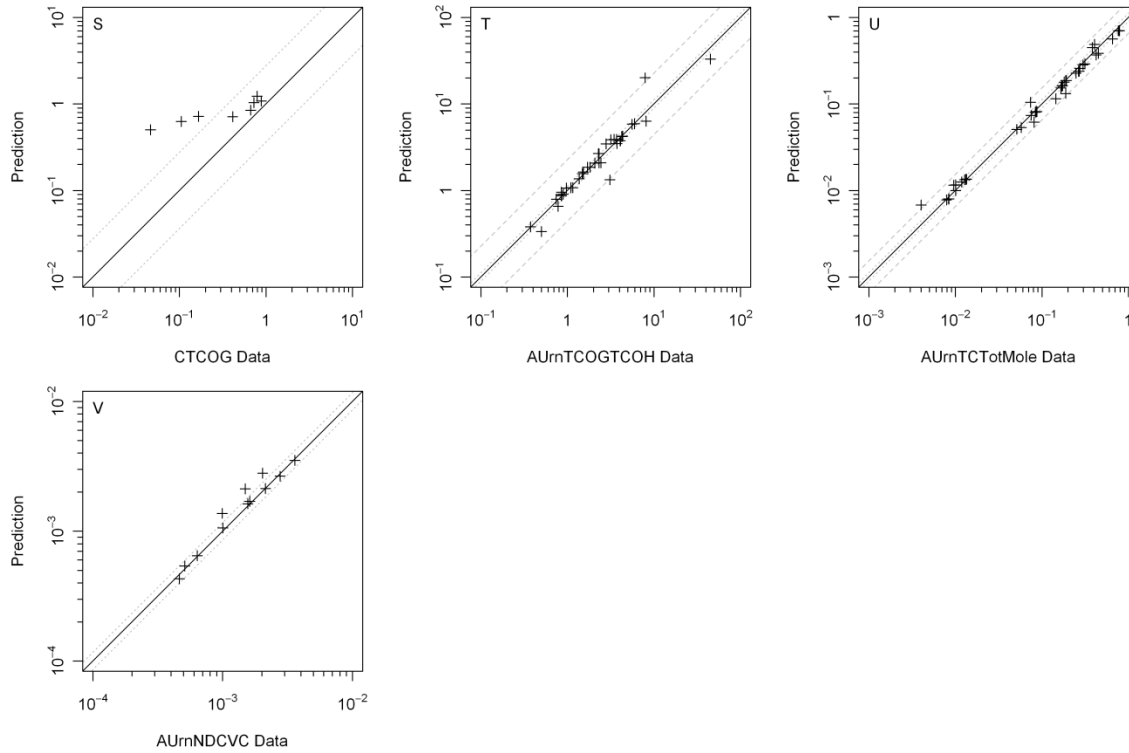 S
Prediction
10^1
1
10^-1
10^-2
10^-2 10^-1 1 10^1
CTCOG Data
T
Prediction
10^2
10^1
1
10^-1
10^-1 1 10^1 10^2
AUrnTCOGTCOH Data
U
Prediction
1
10^-1
10^-2
10^-3
10^-3 10^-2 10^-1 1
AUrnTCTotMole Data
V
Prediction
10^-2
10^-3
10^-4
10^-4 10^-3 10^-2
AUrnNDCVC Data